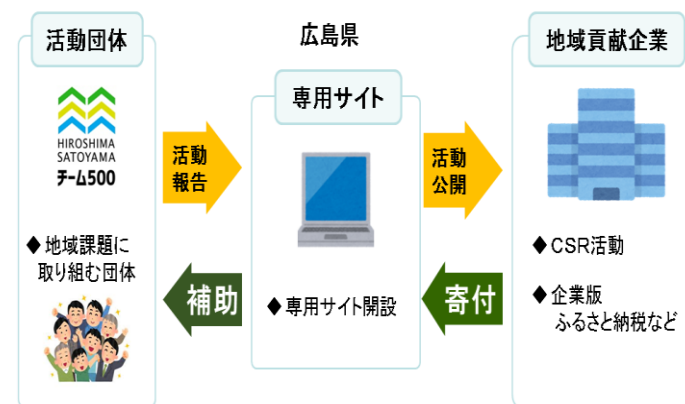 活動団体
HIROSHIMA
SATOYAMA
チーム500
◆地域課題に
取り組む団体
活動
報告
補助
広島県
専用サイト
◆専用サイト開設
活動
公開
寄付
地域貢献企業
◆CSR活動
◆企業版
ふるさと納税など